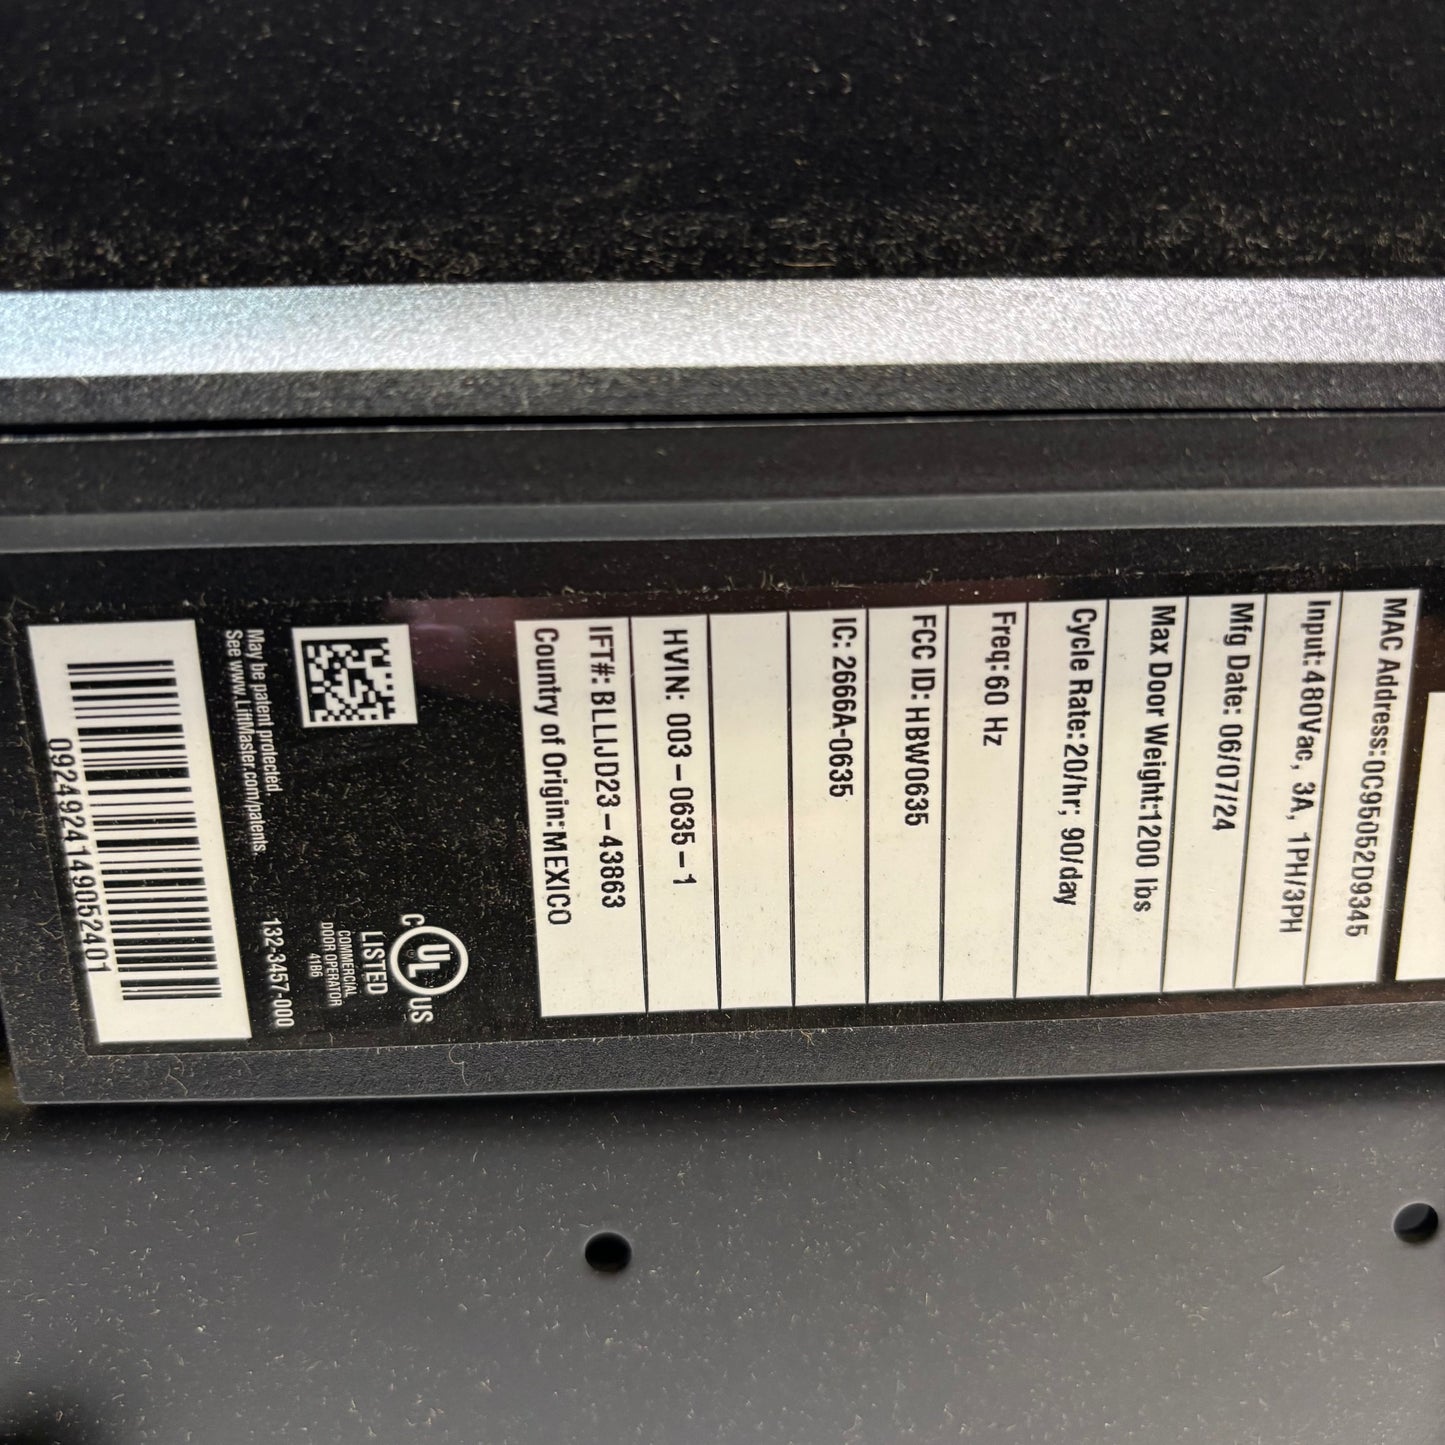 MAC Address:0C95052D9345
Input:480Vac, 3A, 1PH/3PH
Mfg Date: 06/07/24
Max Door Weight:1200 lbs
Cycle Rate:20/hr; 90/day
Freq:60 Hz
FCC ID:HBW0635
IC: 2666A-0635
HVIN: 003-0635-1
IFT#:BLLIJD23-43863
Country of Origin:MEXICO
C UL US
LISTED
COMMERCIAL
DOOR OPERATOR
41B6
May be patent protected.
See www.LiftMaster.com/patents.
132-3457-000
092492414905240​1